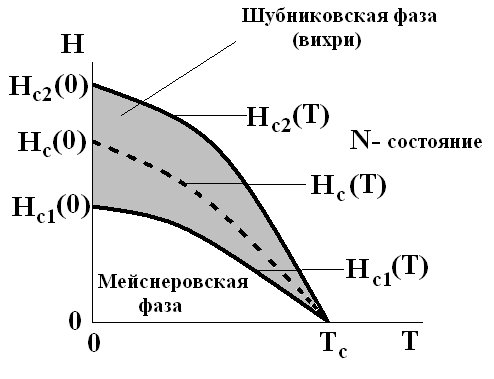 Шубниковская фаза
(вихри)
H
Hc2(0)
Hc2(T)
Hc(0)
N- состояние
Hc(T)
Hc1(0)
Hc1(T)
Мейснеровская
фаза
0
0
Tc
T